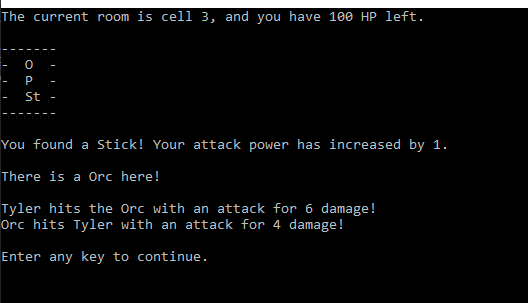 The current room is cell 3, and you have 100 HP left.
-------
-  O  -
-  P  -
-  St -
-------
You found a Stick! Your attack power has increased by 1.
There is a Orc here!
Tyler hits the Orc with an attack for 6 damage!
Orc hits Tyler with an attack for 4 damage!
Enter any key to continue.